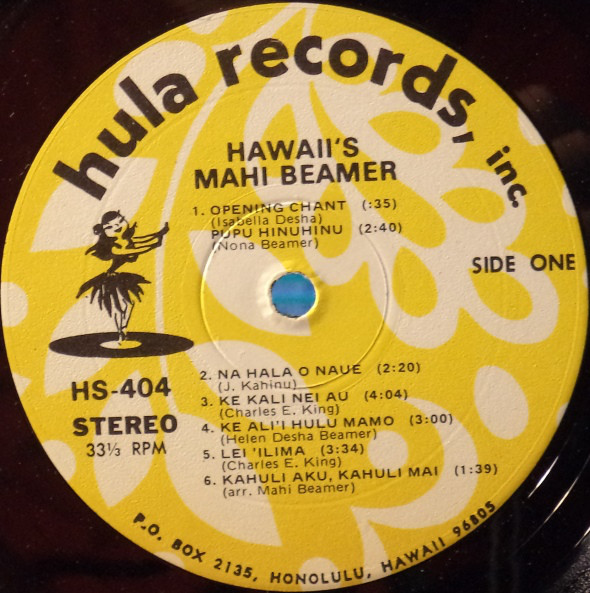 hula records, inc.
HAWAII'S
MAHI BEAMER
1. OPENING CHANT (:35)
(Isabella Desha)
PUPU HINUHINU (2:40)
(Nona Beamer)
SIDE ONE
HS-404
STEREO
33⅓ RPM
2. NA HALA O NAUE (2:20)
(J. Kahinu)
3. KE KALI NEI AU (4:04)
(Charles E. King)
4. KE ALI'I HULU MAMO (3:00)
(Helen Desha Beamer)
5. LEI 'ILIMA (3:34)
(Charles E. King)
6. KAHULI AKU, KAHULI MAI (1:39)
(arr. Mahi Beamer)
P.O. BOX 2135, HONOLULU, HAWAII 96805